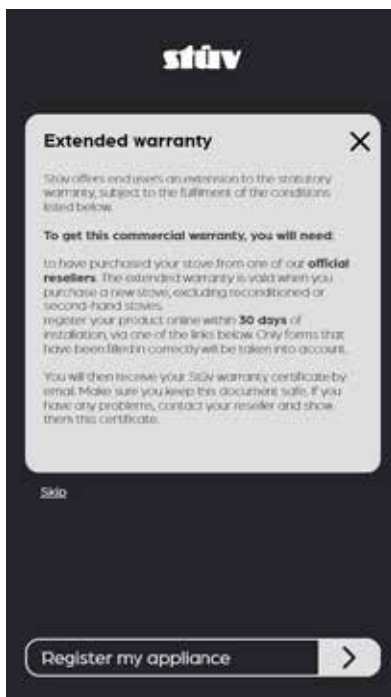 stûv
Extended warranty
Stûv offers end users an extension to the statutory
warranty, subject to the fulfilment of the conditions
listed below.
To get this commercial warranty, you will need:
to have purchased your stove from one of our official
resellers. The extended warranty is valid when you
purchase a new stove, excluding reconditioned or
second-hand stoves.
register your product online within 30 days of
installation, via one of the links below. Only forms that
have been filled in correctly will be taken into account.
You will then receive your Stûv warranty certificate by
email. Make sure you keep this document safe. If you
have any problems, contact your reseller and show
them this certificate.
Skip
Register my appliance